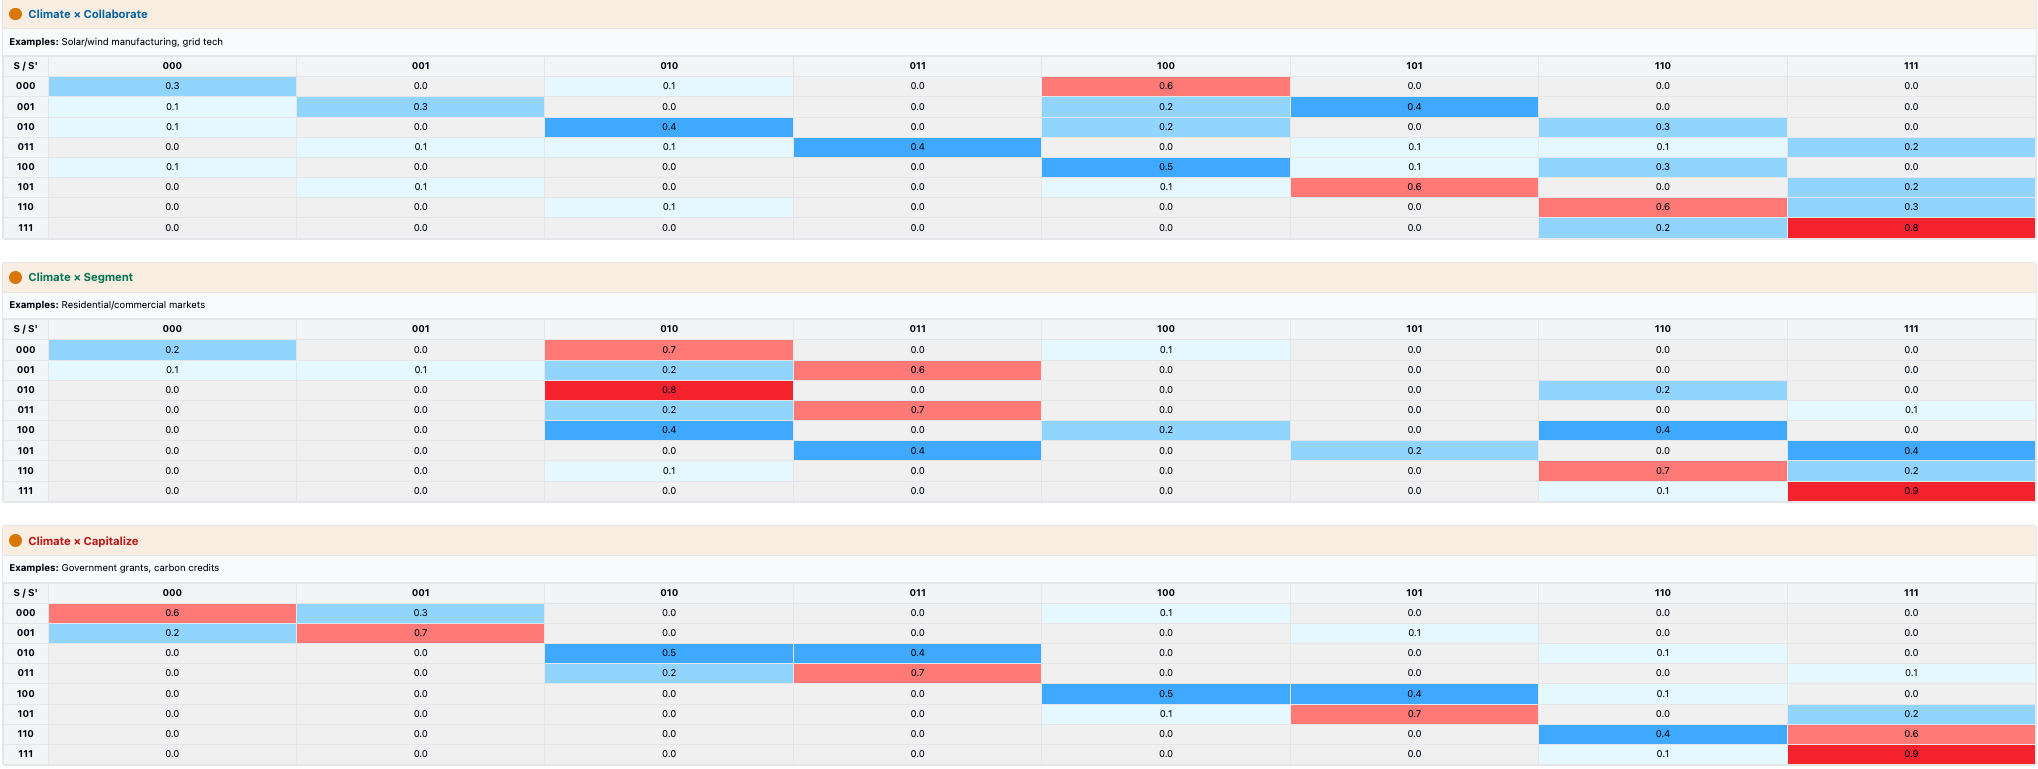 Climate × Collaborate
Examples: Solar/wind manufacturing, grid tech
S / S' 000 001 010 011 100 101 110 111
000 0.3 0.0 0.1 0.0 0.6 0.0 0.0 0.0
001 0.1 0.3 0.0 0.0 0.2 0.4 0.0 0.0
010 0.1 0.0 0.4 0.0 0.2 0.0 0.3 0.0
011 0.0 0.1 0.1 0.4 0.0 0.1 0.1 0.2
100 0.1 0.0 0.0 0.0 0.5 0.1 0.3 0.0
101 0.0 0.1 0.0 0.0 0.1 0.6 0.0 0.2
110 0.0 0.0 0.1 0.0 0.0 0.0 0.6 0.3
111 0.0 0.0 0.0 0.0 0.0 0.0 0.2 0.8
Climate × Segment
Examples: Residential/commercial markets
S / S' 000 001 010 011 100 101 110 111
000 0.2 0.0 0.7 0.0 0.1 0.0 0.0 0.0
001 0.1 0.1 0.2 0.6 0.0 0.0 0.0 0.0
010 0.0 0.0 0.8 0.0 0.0 0.0 0.2 0.0
011 0.0 0.0 0.2 0.7 0.0 0.0 0.0 0.1
100 0.0 0.0 0.4 0.0 0.2 0.0 0.4 0.0
101 0.0 0.0 0.0 0.4 0.0 0.2 0.0 0.4
110 0.0 0.0 0.1 0.0 0.0 0.0 0.7 0.2
111 0.0 0.0 0.0 0.0 0.0 0.0 0.1 0.9
Climate × Capitalize
Examples: Government grants, carbon credits
S / S' 000 001 010 011 100 101 110 111
000 0.6 0.3 0.0 0.0 0.1 0.0 0.0 0.0
001 0.2 0.7 0.0 0.0 0.0 0.1 0.0 0.0
010 0.0 0.0 0.5 0.4 0.0 0.0 0.1 0.0
011 0.0 0.0 0.2 0.7 0.0 0.0 0.0 0.1
100 0.0 0.0 0.0 0.0 0.5 0.4 0.1 0.0
101 0.0 0.0 0.0 0.0 0.1 0.7 0.0 0.2
110 0.0 0.0 0.0 0.0 0.0 0.0 0.4 0.6
111 0.0 0.0 0.0 0.0 0.0 0.0 0.1 0.9